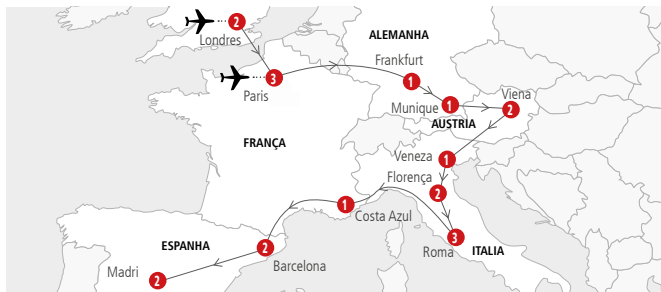 2
Londres
ALEMANHA
Frankfurt
3
Paris
1
Viena
Munique
1
2
AUSTRIA
FRANÇA
Veneza
1
Florença
2
1
Costa Azul
3
Roma
ITALIA
ESPANHA
2
Barcelona
Madri
2